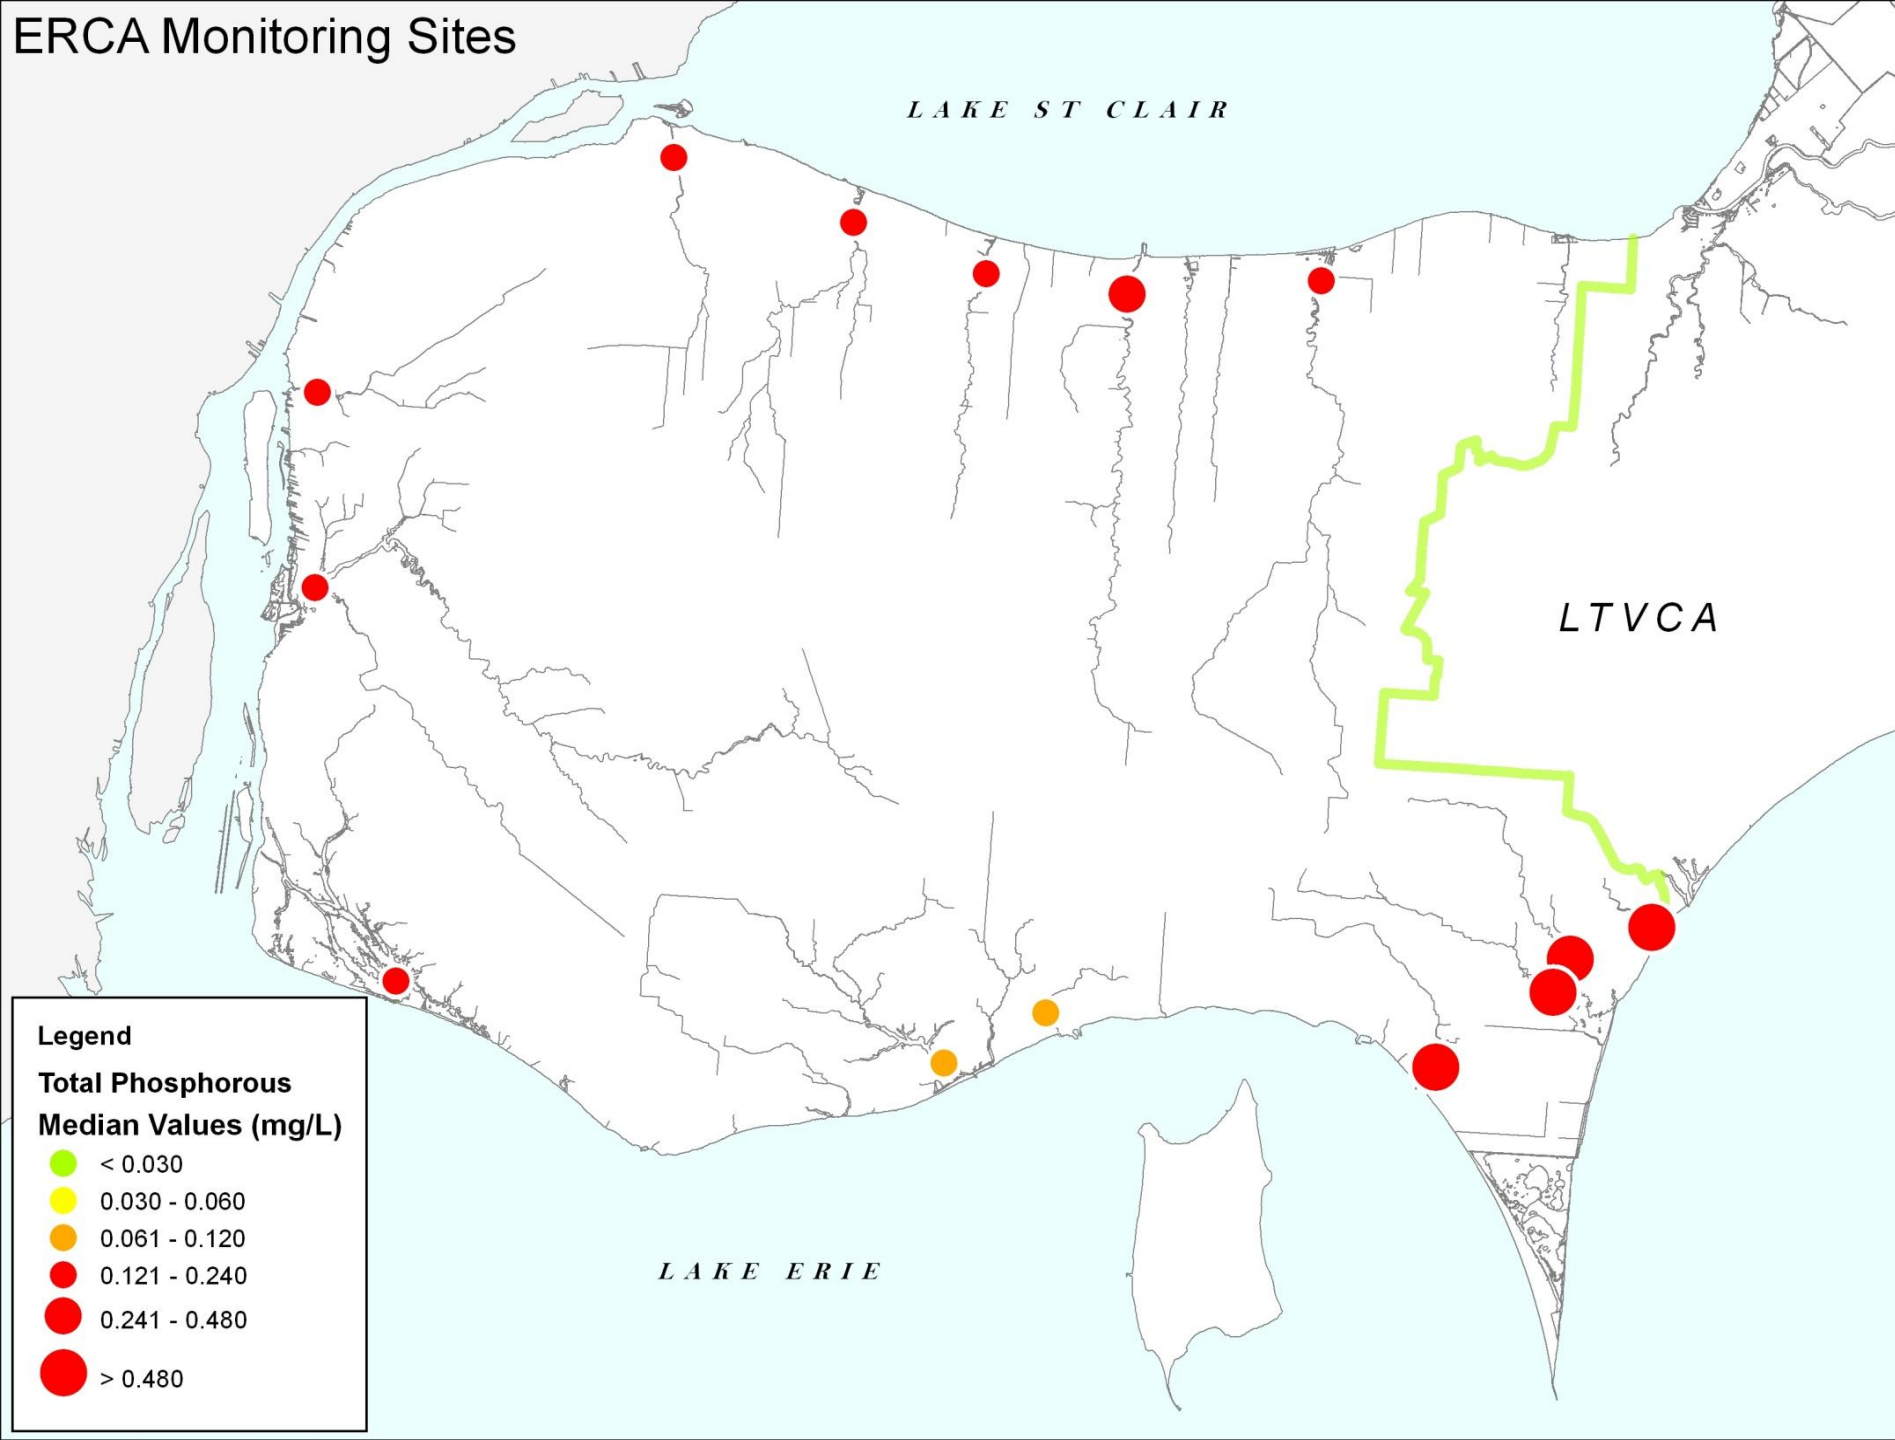 ERCA Monitoring Sites
LAKE ST CLAIR
LTVCA
LAKE ERIE
Legend
Total Phosphorous
Median Values (mg/L)
< 0.030
0.030 - 0.060
0.061 - 0.120
0.121 - 0.240
0.241 - 0.480
> 0.480